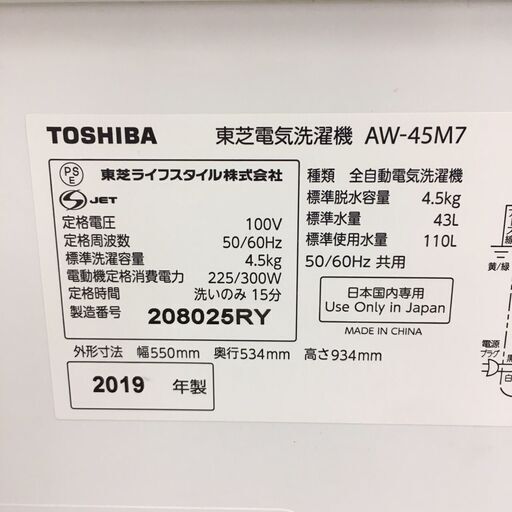 TOSHIBA 東芝電気洗濯機 AW-45M7
PS
E
東芝ライフスタイル株式会社
S JET
定格電圧 100V
定格周波数 50/60Hz
標準洗濯容量 4.5kg
電動機定格消費電力 225/300W
定格時間 洗いのみ 15分
製造番号 208025RY
種類 全自動電気洗濯機
標準脱水容量 4.5kg
標準水量 43L
標準使用水量 110L
50/60Hz 共用
日本国内専用
Use Only in Japan
MADE IN CHINA
外形寸法 幅550mm 奥行534mm 高さ934mm
2019 年製
線
黄/緑
電源
プラグ
黒
白